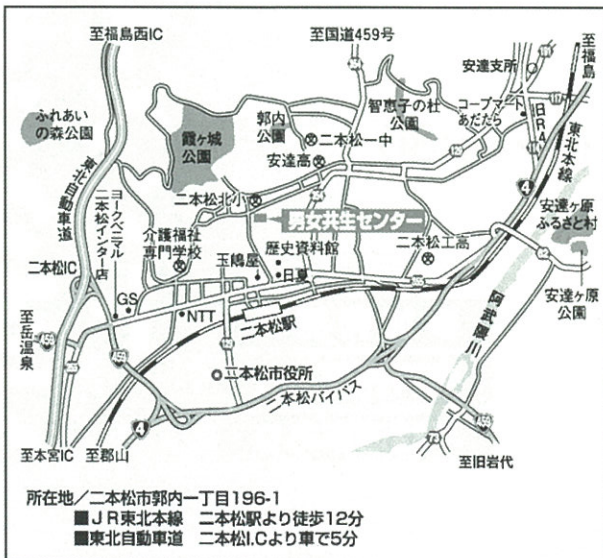 至福島西IC
至国道459号
至福島
安達支所
ふれあい
の森公園
霞ヶ城
公園
郭内
公園
智恵子の杜
公園
コープマート
あだたら
旧RAT
東北本線
東北自動車道
二本松一中
安達高
4
二本松北小
男女共生センター
安達ヶ原
ふるさと村
ヨークベニマル
二本松インター店
介護福祉
専門学校
玉嶋屋
歴史資料館
日夏
二本松工高
二本松IC
安達ヶ原
公園
GS
NTT
二本松駅
阿武隈川
至岳温泉
459
459
二本松市役所
二本松バイパス
459
4
至本宮IC
至郡山
至旧岩代
所在地／二本松市郭内一丁目196-1
■JR東北本線 二本松駅より徒歩12分
■東北自動車道 二本松I.Cより車で5分